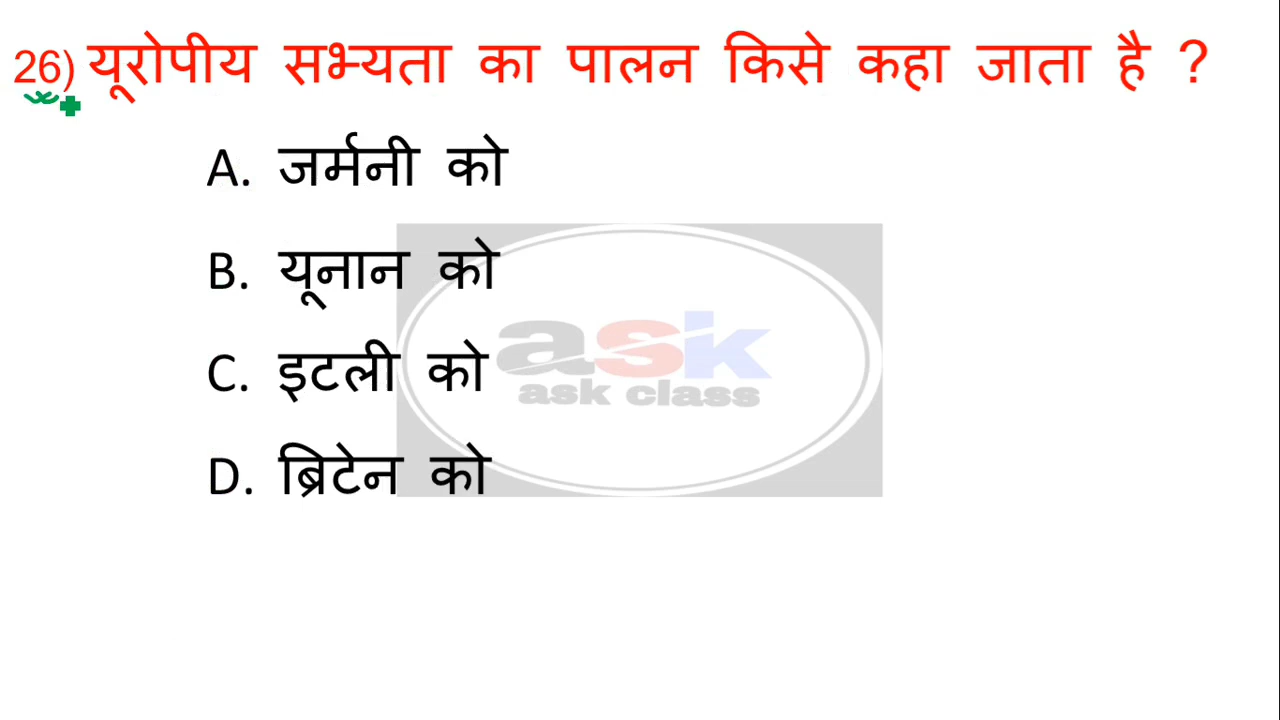 26) यूरोपीय सभ्यता का पालन किसे कहा जाता है ?
A. जर्मनी को
B. यूनान को
C. इटली को
D. ब्रिटेन को
ask
ask class